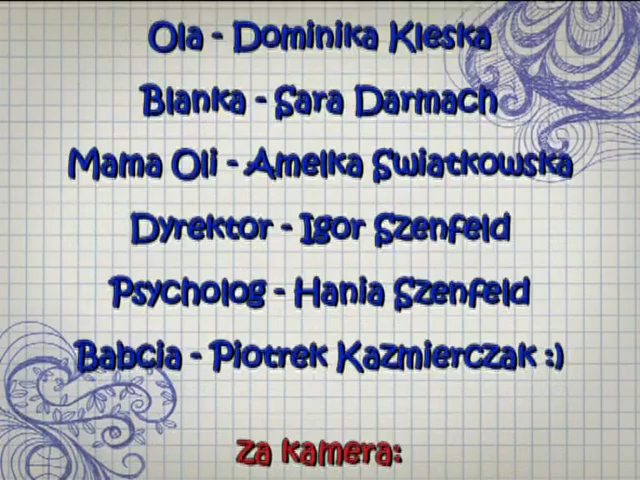 Ola - Dominika Kleska
Blanka - Sara Darmach
Mama Oli - Amelka Swiatkowska
Dyrektor - Igor Szenfeld
Psycholog - Hania Szenfeld
Babcia - Piotrek Kazmierczak :)
za kamera: